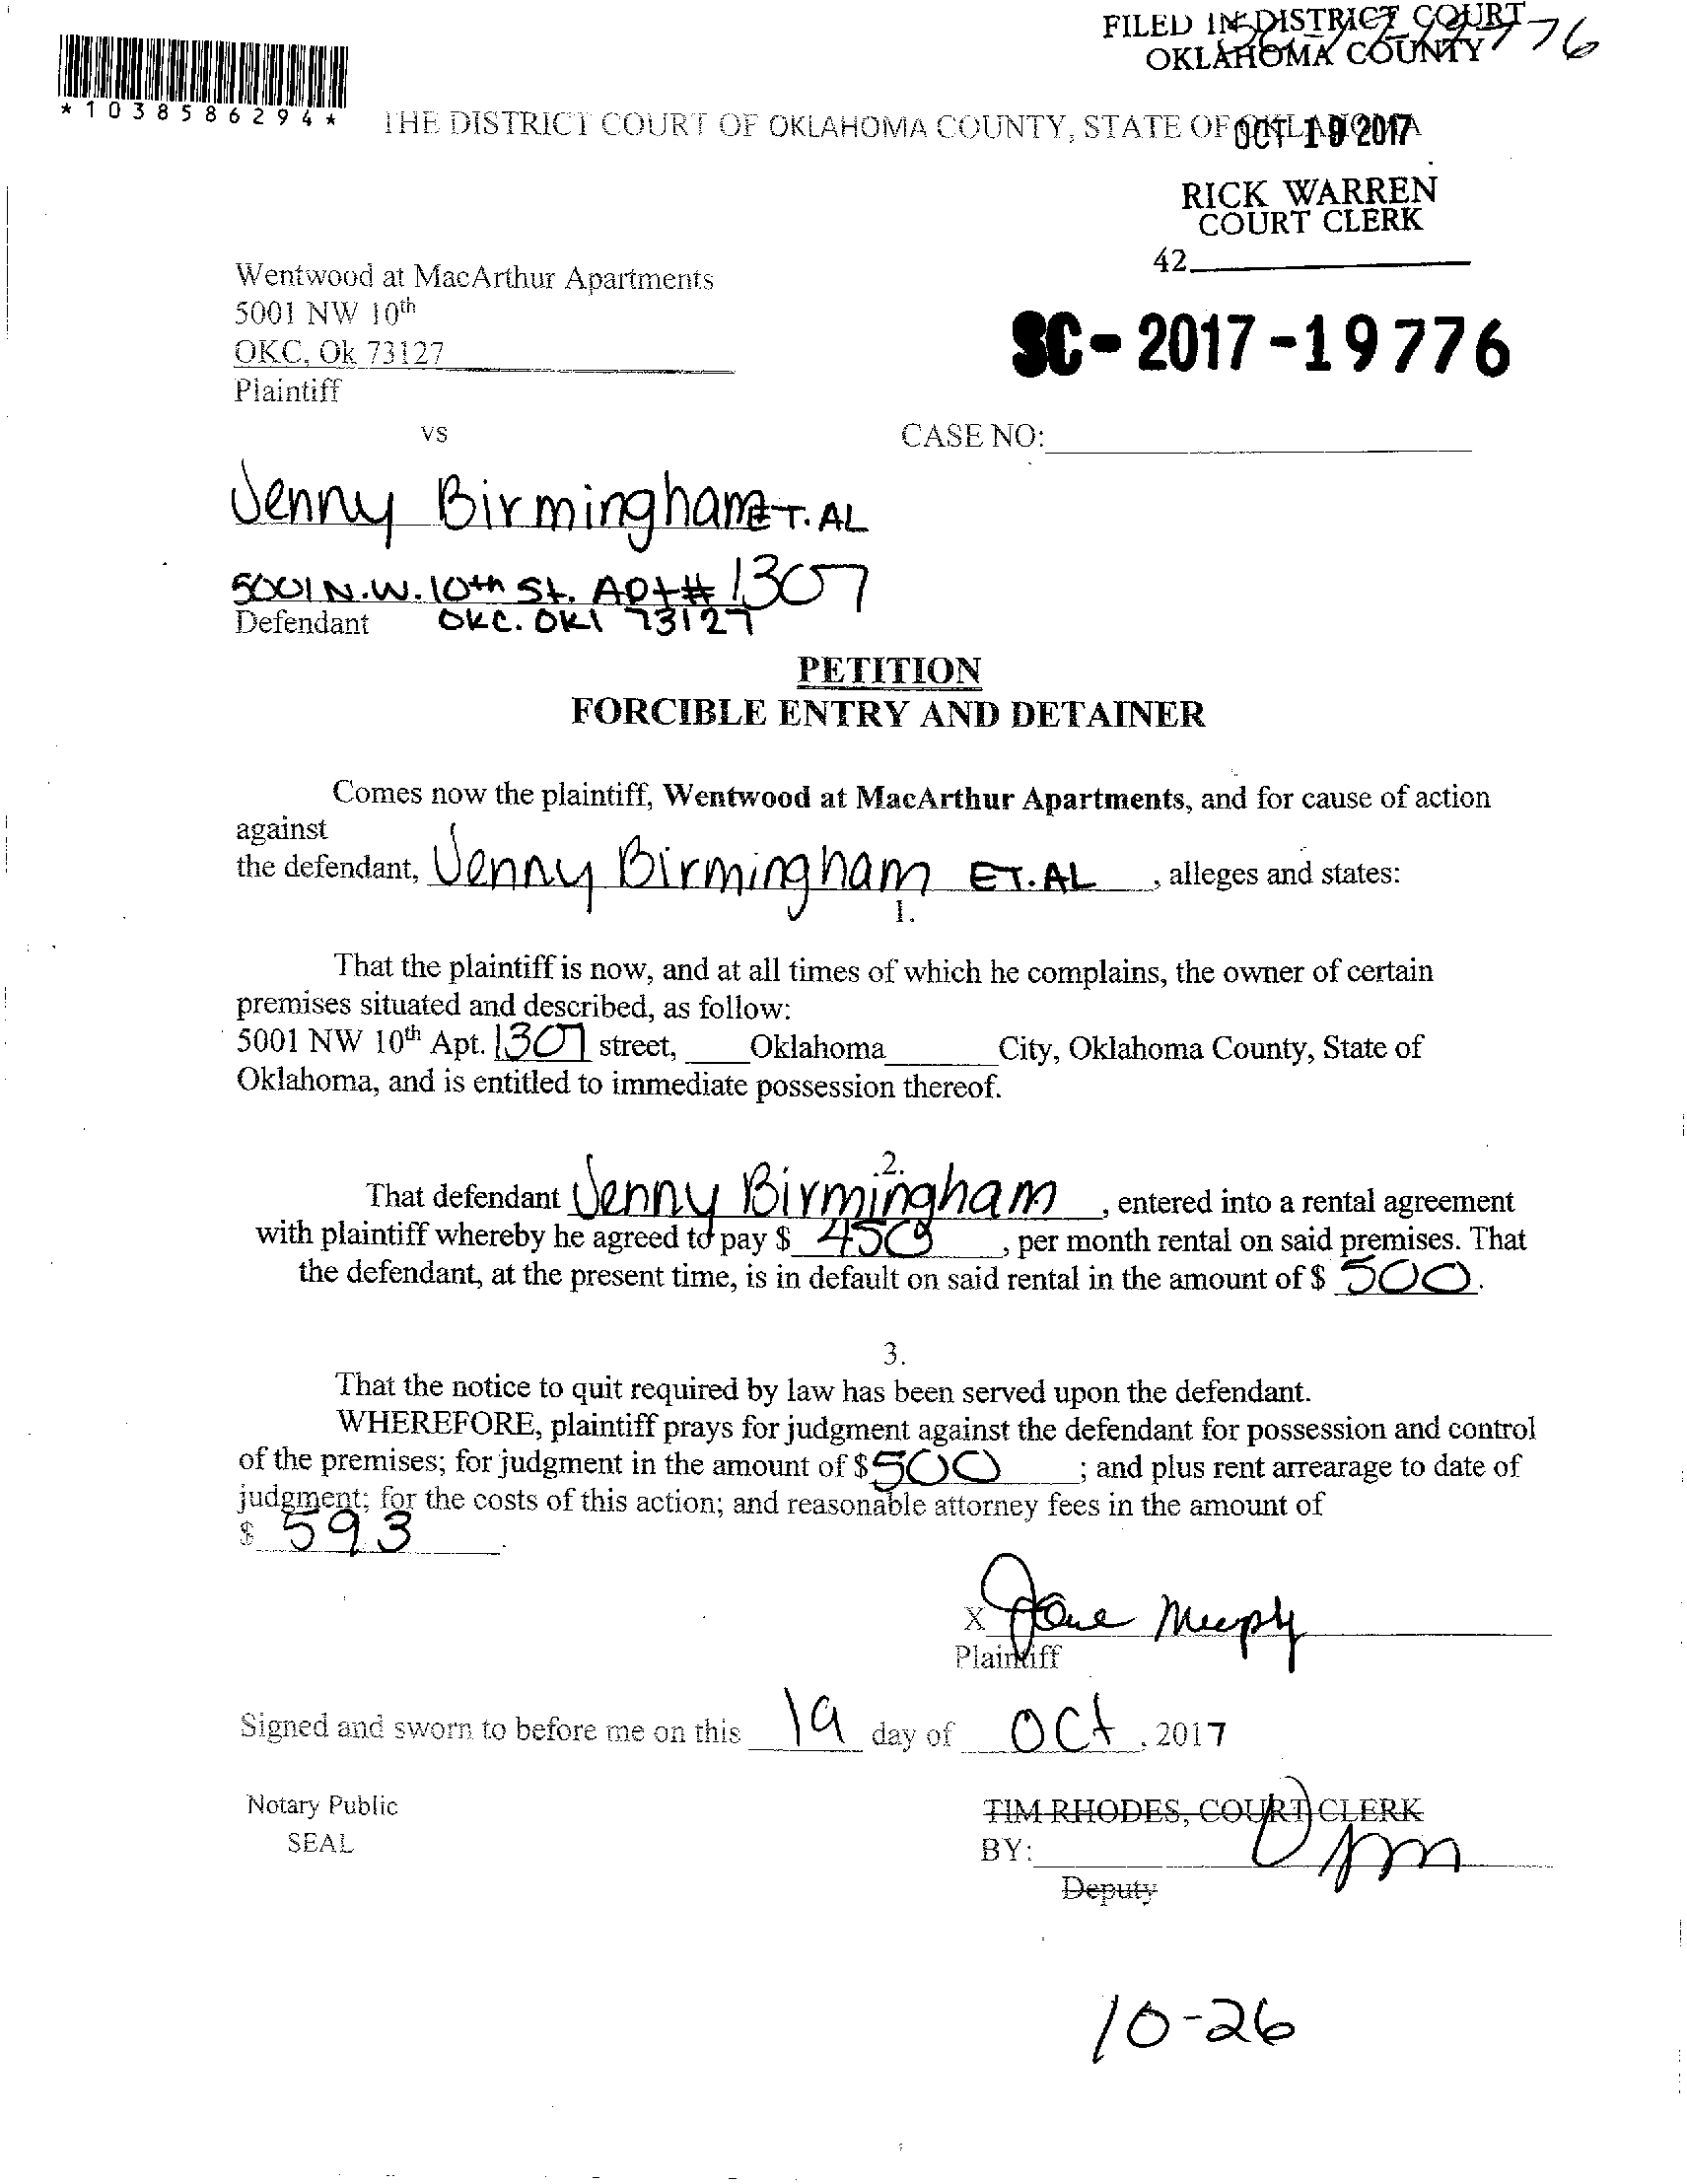 FILED IN DISTRICT COURT
OKLAHOMA COUNTY
*1038586294*
THE DISTRICT COURT OF OKLAHOMA COUNTY, STATE OF OKLAHOMA
OCT 19 2017
RICK WARREN
COURT CLERK
42
Wentwood at MacArthur Apartments
5001 NW 10th
OKC, Ok 73127
Plaintiff
SC-2017-19776
vs
CASE NO:
Jenny Birmingham ET. AL
5001 N.W. 10th St. Apt# 1307
Defendant OKC. OKl 73127
PETITION
FORCIBLE ENTRY AND DETAINER
Comes now the plaintiff, Wentwood at MacArthur Apartments, and for cause of action
against
the defendant, Jenny Birmingham ET. AL, alleges and states:
1.
That the plaintiff is now, and at all times of which he complains, the owner of certain
premises situated and described, as follow:
5001 NW 10th Apt. 1307 street, Oklahoma City, Oklahoma County, State of
Oklahoma, and is entitled to immediate possession thereof.
.2.
That defendant Jenny Birmingham, entered into a rental agreement
with plaintiff whereby he agreed to pay $ 450, per month rental on said premises. That
the defendant, at the present time, is in default on said rental in the amount of $ 500.
3.
That the notice to quit required by law has been served upon the defendant.
WHEREFORE, plaintiff prays for judgment against the defendant for possession and control
of the premises; for judgment in the amount of $500; and plus rent arrearage to date of
judgment; for the costs of this action; and reasonable attorney fees in the amount of
$ 593
X Jane Murphy
Plaintiff
Signed and sworn to before me on this 19 day of Oct, 2017
Notary Public
SEAL
TIM RHODES, COURT CLERK
BY:
Deputy
10-26